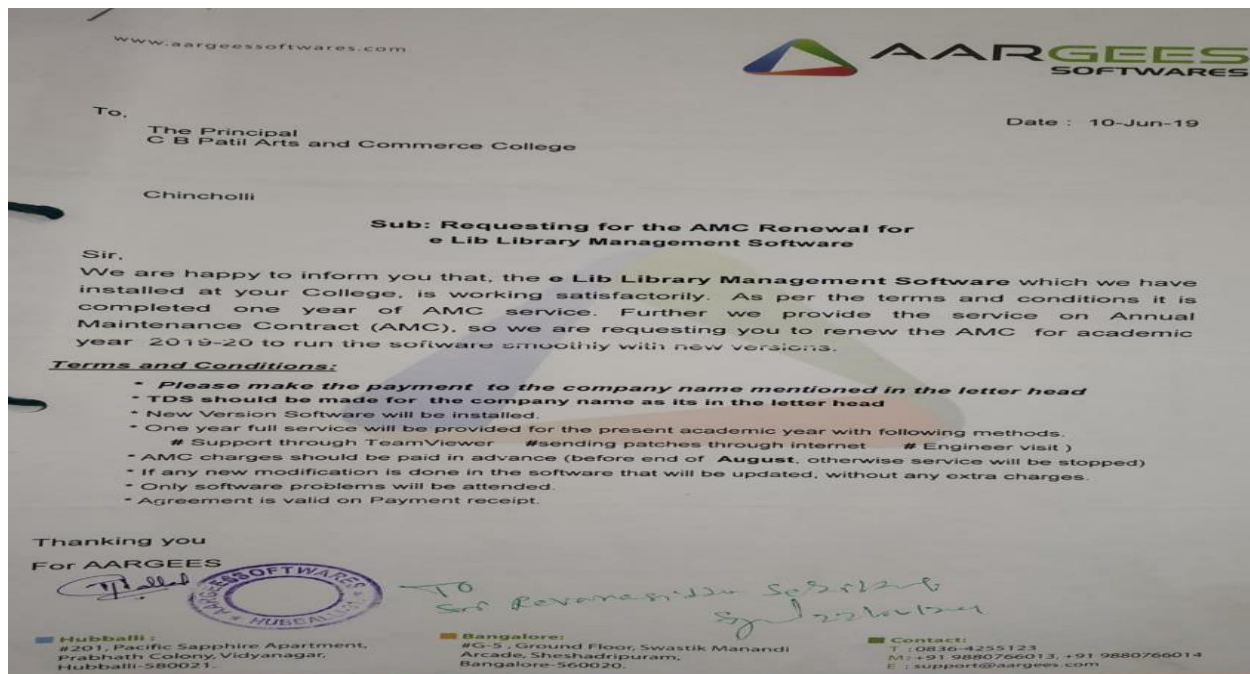 www.aargeessoftwares.com
AARGEES
SOFTWARES
To,
Date : 10-Jun-19
The Principal
C B Patil Arts and Commerce College
Chincholli
Sub: Requesting for the AMC Renewal for
e Lib Library Management Software
Sir,
We are happy to inform you that, the e Lib Library Management Software which we have
installed at your College, is working satisfactorily. As per the terms and conditions it is
completed one year of AMC service. Further we provide the service on Annual
Maintenance Contract (AMC), so we are requesting you to renew the AMC for academic
year 2019-20 to run the software smoothly with new versions.
Terms and Conditions:
* Please make the payment to the company name mentioned in the letter head
* TDS should be made for the company name as its in the letter head
* New Version Software will be installed.
* One year full service will be provided for the present academic year with following methods.
# Support through TeamViewer #sending patches through internet # Engineer visit )
* AMC charges should be paid in advance (before end of August, otherwise service will be stopped)
* If any new modification is done in the software that will be updated, without any extra charges.
* Only software problems will be attended.
* Agreement is valid on Payment receipt.
Thanking you
For AARGEES
AARGEESSOFTWARES
* HUBBALLI *
To
Hubballi :
#201, Pacific Sapphire Apartment,
Prabhath Colony, Vidyanagar,
Hubballi-580021.
Bangalore:
#G-5 , Ground Floor, Swastik Manandi
Arcade, Sheshadripuram,
Bangalore-560020.
Contact:
T : 0836-4255123
M : +91 9880766013, +91 9880766014
E : support@aargees.com